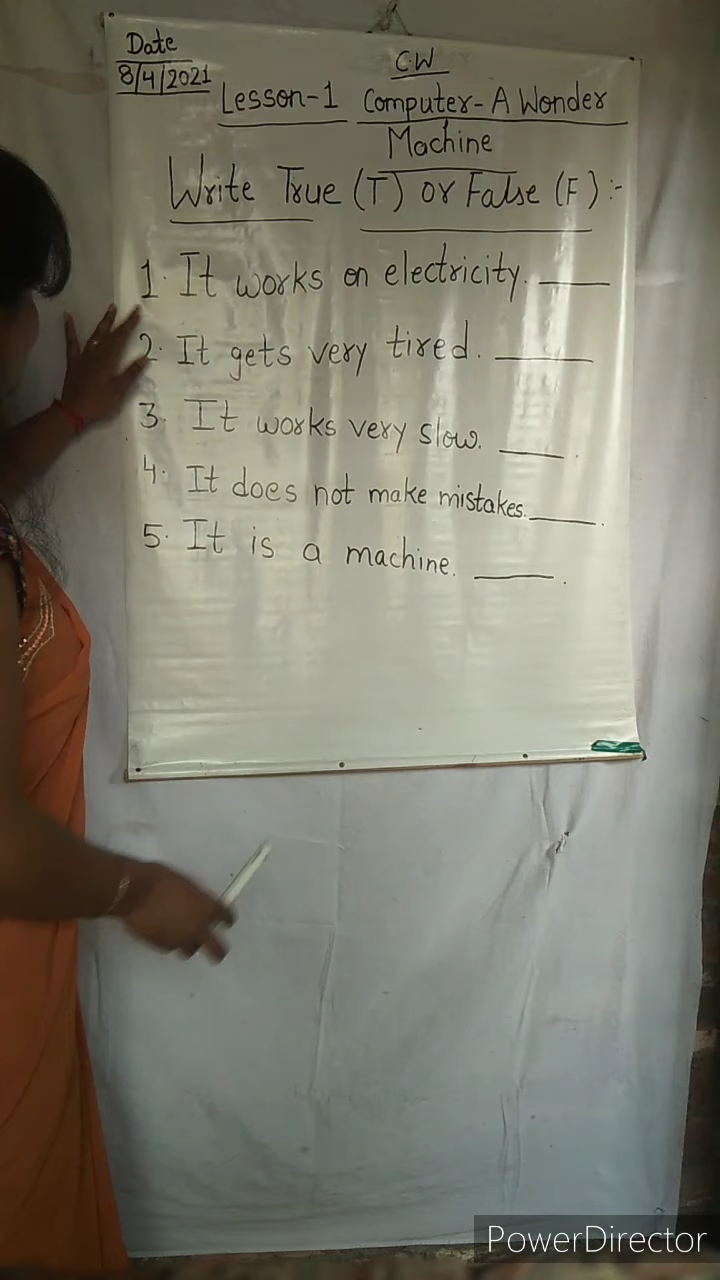 Date
8/4/2021
C.W
Lesson-1 Computer- A Wonder
Machine
Write True (T) or False (F) :-
1. It works on electricity. ____
2. It gets very tired. ____
3. It works very slow. ____.
4. It does not make mistakes. ____.
5. It is a machine. ____.
PowerDirector